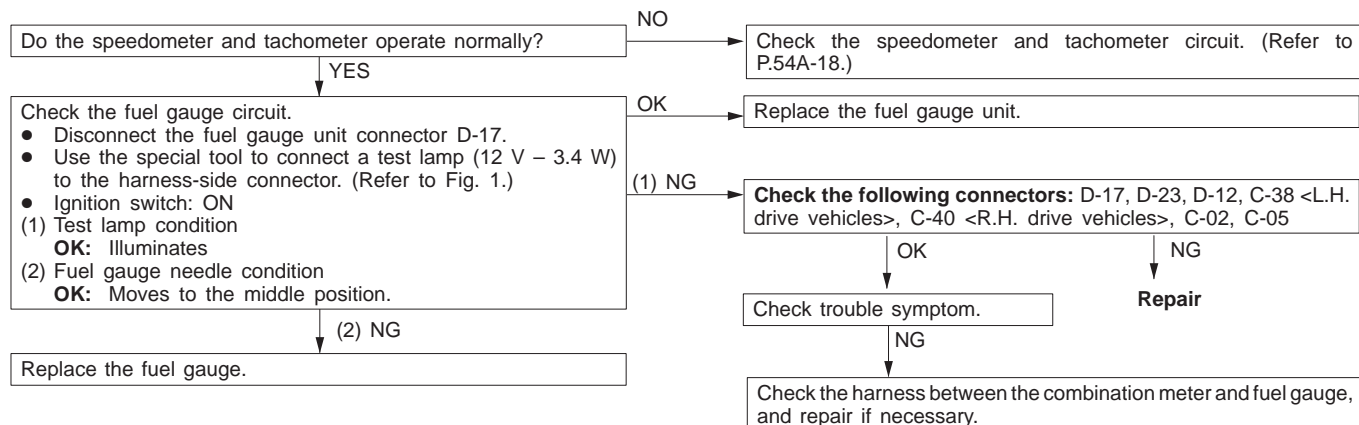 Do the speedometer and tachometer operate normally?
NO
Check the speedometer and tachometer circuit. (Refer to
P.54A-18.)
YES
Check the fuel gauge circuit.
● Disconnect the fuel gauge unit connector D-17.
● Use the special tool to connect a test lamp (12 V – 3.4 W)
to the harness-side connector. (Refer to Fig. 1.)
● Ignition switch: ON
(1) Test lamp condition
OK: Illuminates
(2) Fuel gauge needle condition
OK: Moves to the middle position.
OK
Replace the fuel gauge unit.
(1) NG
Check the following connectors: D-17, D-23, D-12, C-38 <L.H.
drive vehicles>, C-40 <R.H. drive vehicles>, C-02, C-05
OK
NG
Repair
Check trouble symptom.
NG
Check the harness between the combination meter and fuel gauge,
and repair if necessary.
(2) NG
Replace the fuel gauge.